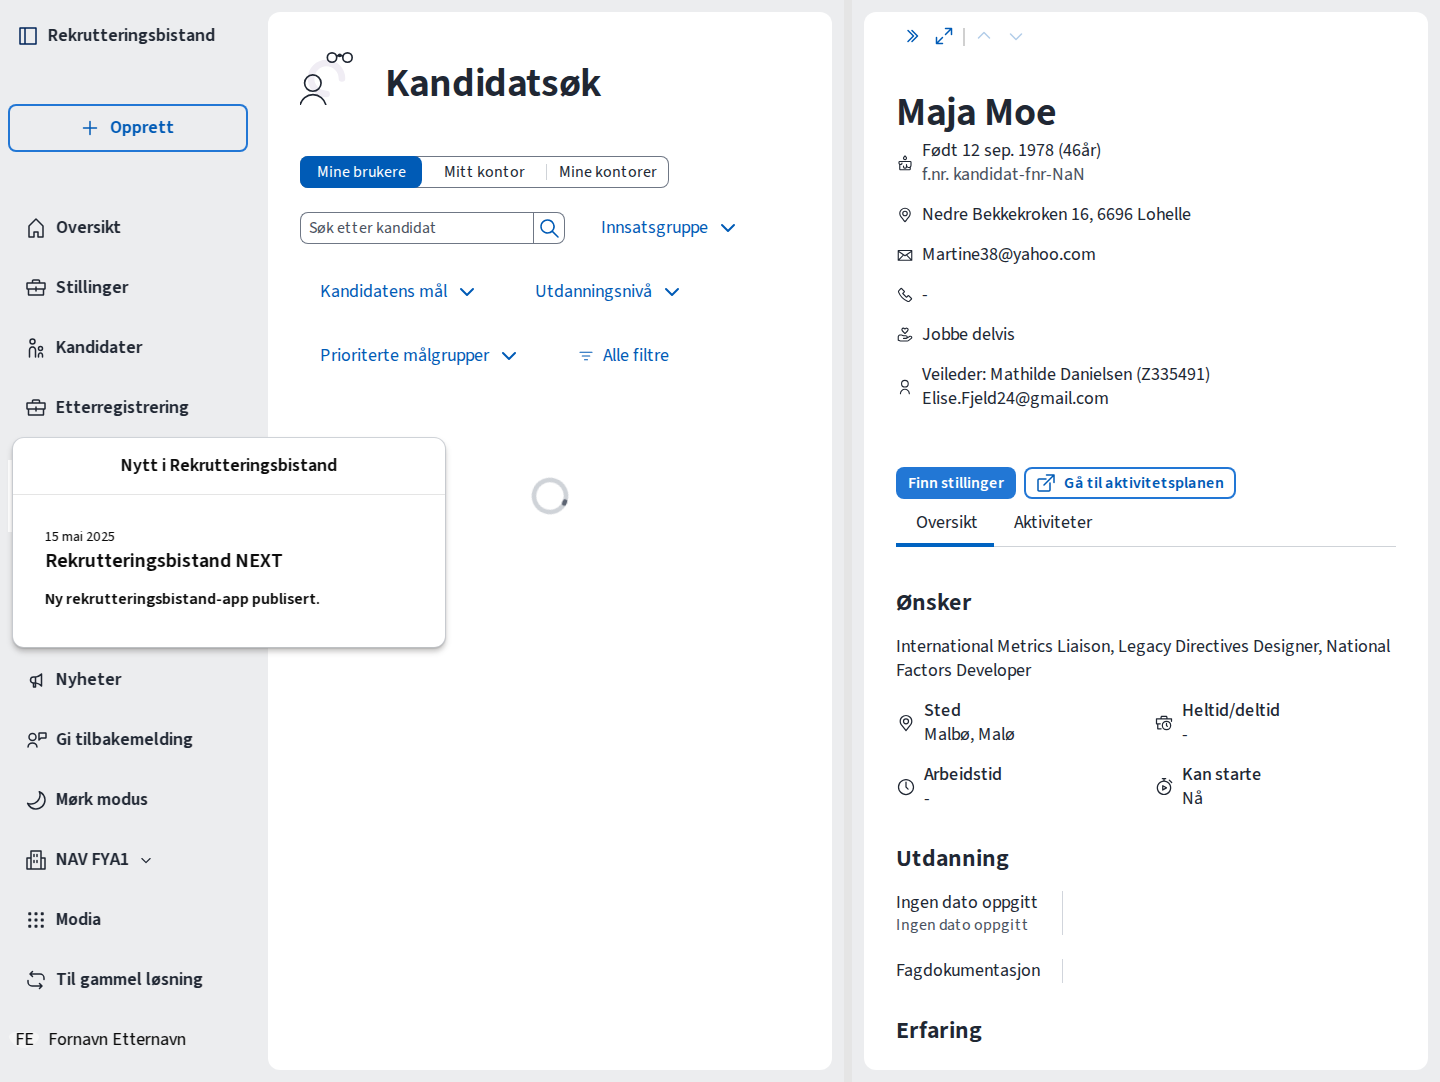 Rekrutteringsbistand
Opprett
Oversikt
Stillinger
Kandidater
Etterregistrering
Nytt i Rekrutteringsbistand
15 mai 2025
Rekrutteringsbistand NEXT
Ny rekrutteringsbistand-app publisert.
Nyheter
Gi tilbakemelding
Mørk modus
NAV FYA1
Modia
Til gammel løsning
FE Fornavn Etternavn
Kandidatsøk
Mine brukere Mitt kontor Mine kontorer
Søk etter kandidat Innsatsgruppe
Kandidatens mål Utdanningsnivå
Prioriterte målgrupper Alle filtre
Maja Moe
Født 12 sep. 1978 (46år)
f.nr. kandidat-fnr-NaN
Nedre Bekkekroken 16, 6696 Lohelle
Martine38@yahoo.com
-
Jobbe delvis
Veileder: Mathilde Danielsen (Z335491)
Elise.Fjeld24@gmail.com
Finn stillinger Gå til aktivitetsplanen
Oversikt Aktiviteter
Ønsker
International Metrics Liaison, Legacy Directives Designer, National
Factors Developer
Sted Heltid/deltid
Malbø, Malø -
Arbeidstid Kan starte
- Nå
Utdanning
Ingen dato oppgitt
Ingen dato oppgitt
Fagdokumentasjon
Erfaring